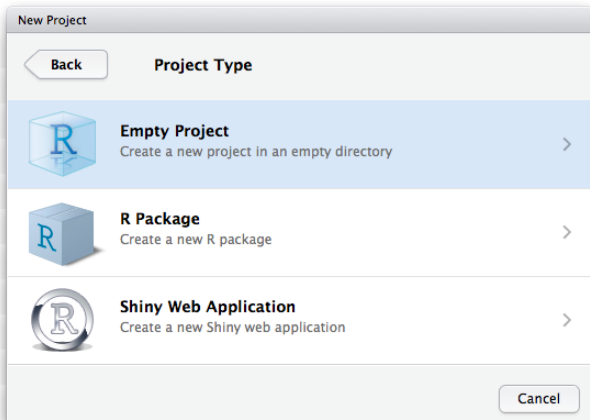 New Project
Back
Project Type
R
Empty Project
Create a new project in an empty directory
R
R Package
Create a new R package
R
Shiny Web Application
Create a new Shiny web application
Cancel